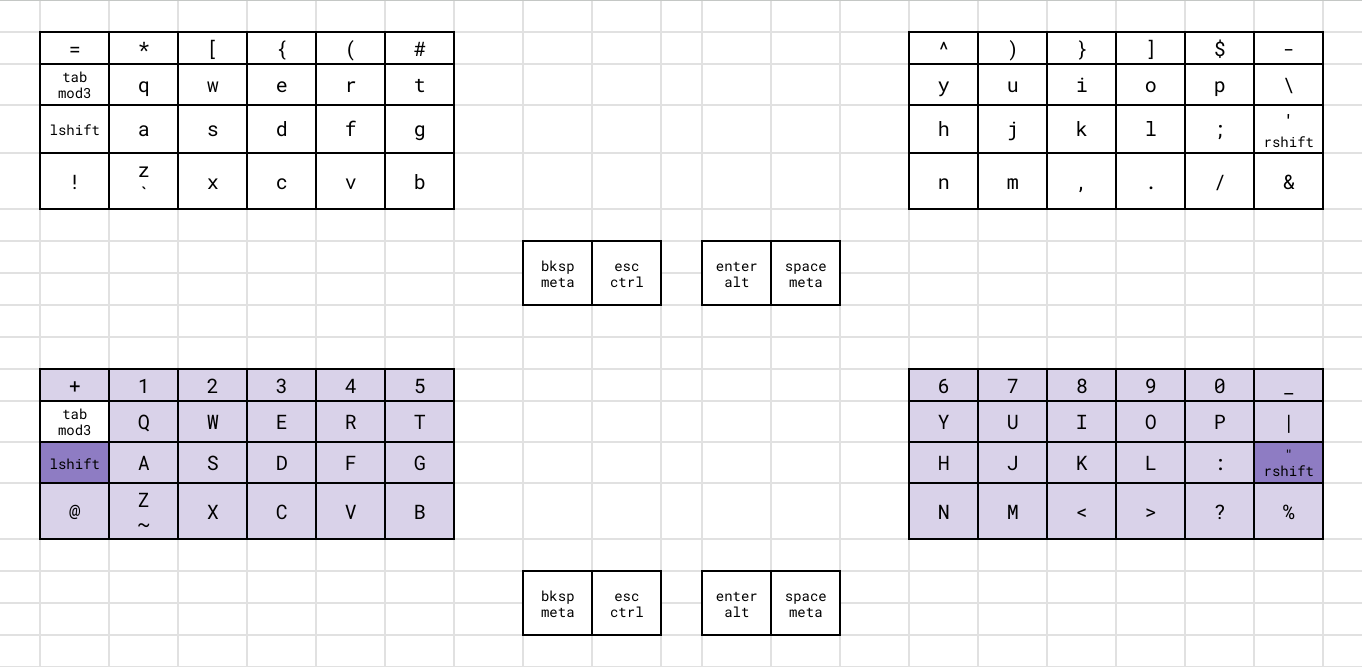 = * [ { ( # ^ ) } ] $ -
tab
mod3 q w e r t y u i o p \
lshift a s d f g h j k l ; '
rshift
! z
` x c v b n m , . / &
bksp
meta
esc
ctrl
enter
alt
space
meta
+ 1 2 3 4 5 6 7 8 9 0 _
tab
mod3 Q W E R T Y U I O P |
lshift A S D F G H J K L : "
rshift
@ Z
~ X C V B N M < > ? %
bksp
meta
esc
ctrl
enter
alt
space
meta